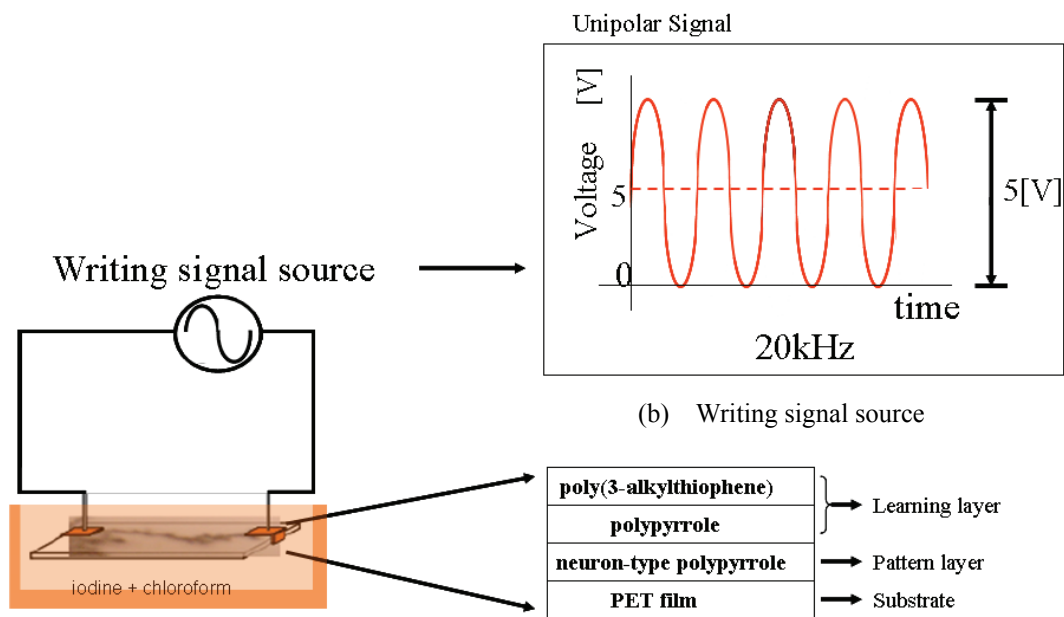 Unipolar Signal
Voltage [V]
5
0
time
20kHz
5[V]
Writing signal source
(b) Writing signal source
poly(3-alkylthiophene)
polypyrrole
Learning layer
neuron-type polypyrrole
Pattern layer
PET film
Substrate
iodine + chloroform